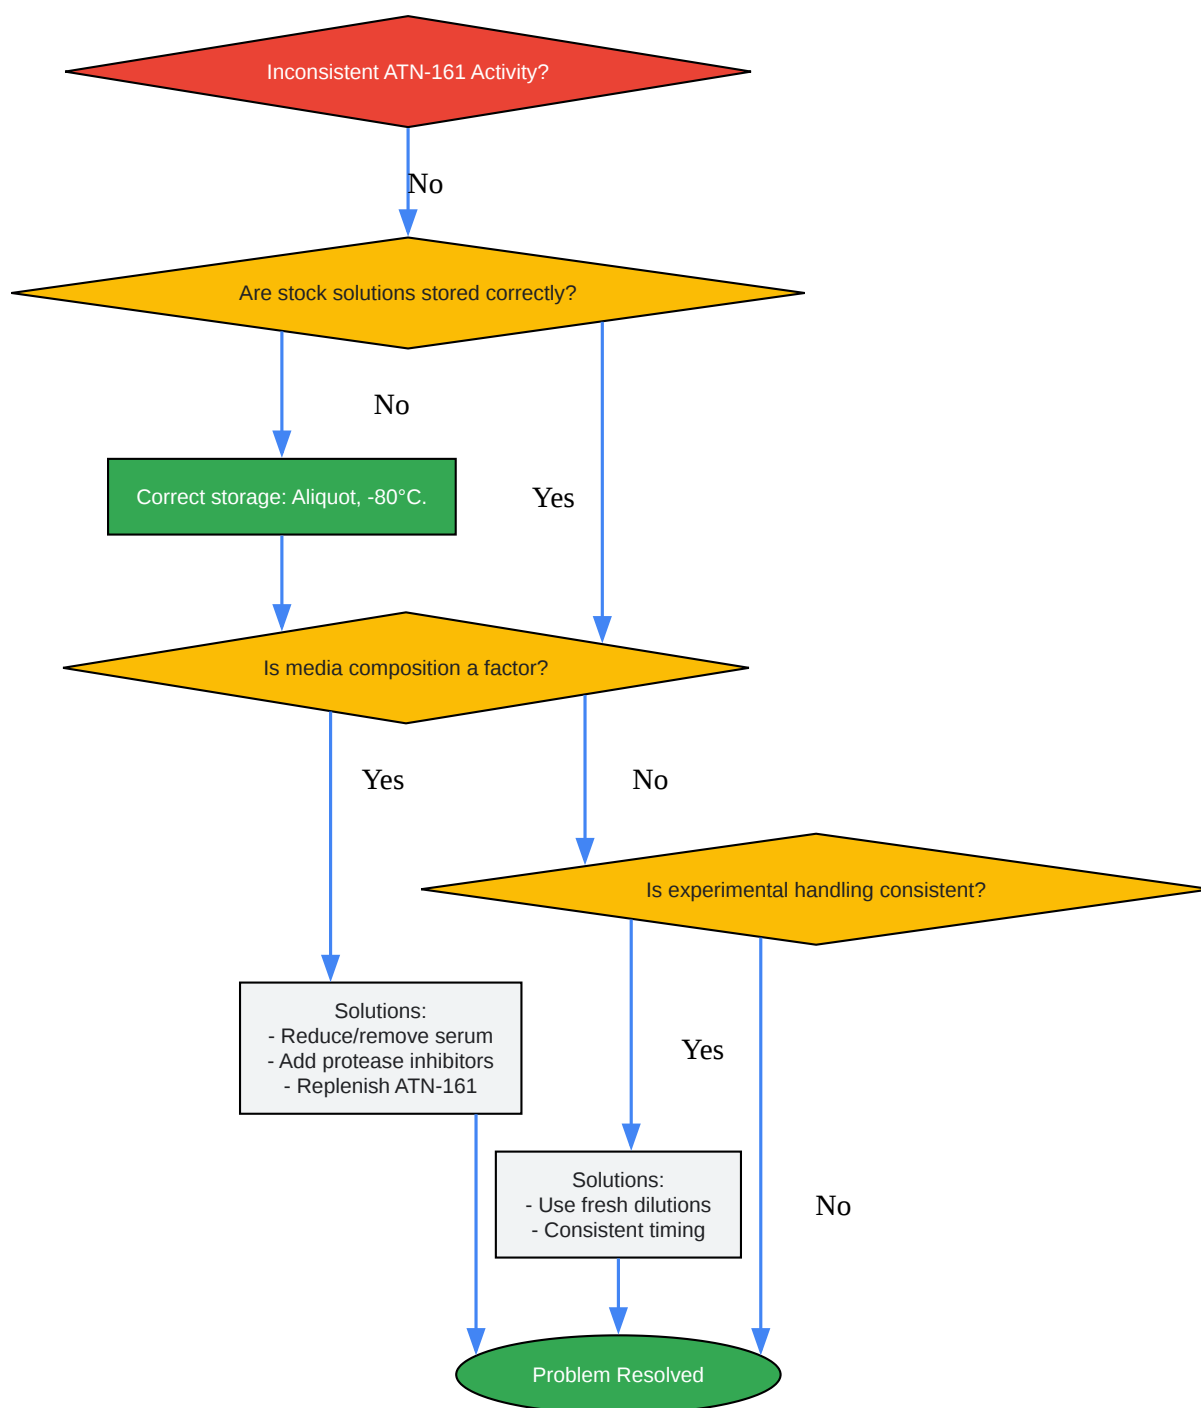 Inconsistent ATN-161 Activity?
No
Are stock solutions stored correctly?
No
Correct storage: Aliquot, -80°C.
Yes
Is media composition a factor?
Yes
No
Is experimental handling consistent?
Solutions:
- Reduce/remove serum
- Add protease inhibitors
- Replenish ATN-161
Yes
Solutions:
- Use fresh dilutions
- Consistent timing
No
Problem Resolved